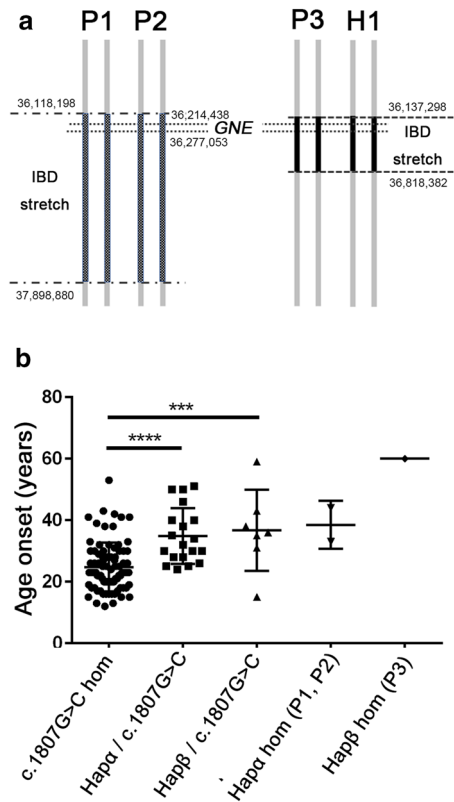 a
P1 P2 P3 H1
36,118,198
36,214,438
GNE
36,277,053
IBD
stretch
37,898,880
36,137,298
IBD
stretch
36,818,382
b
Age onset (years)
80
60
40
20
0
***
****
c.1807G>C hom
Hapα / c.1807G>C
Hapβ / c.1807G>C
Hapα hom (P1, P2)
Hapβ hom (P3)